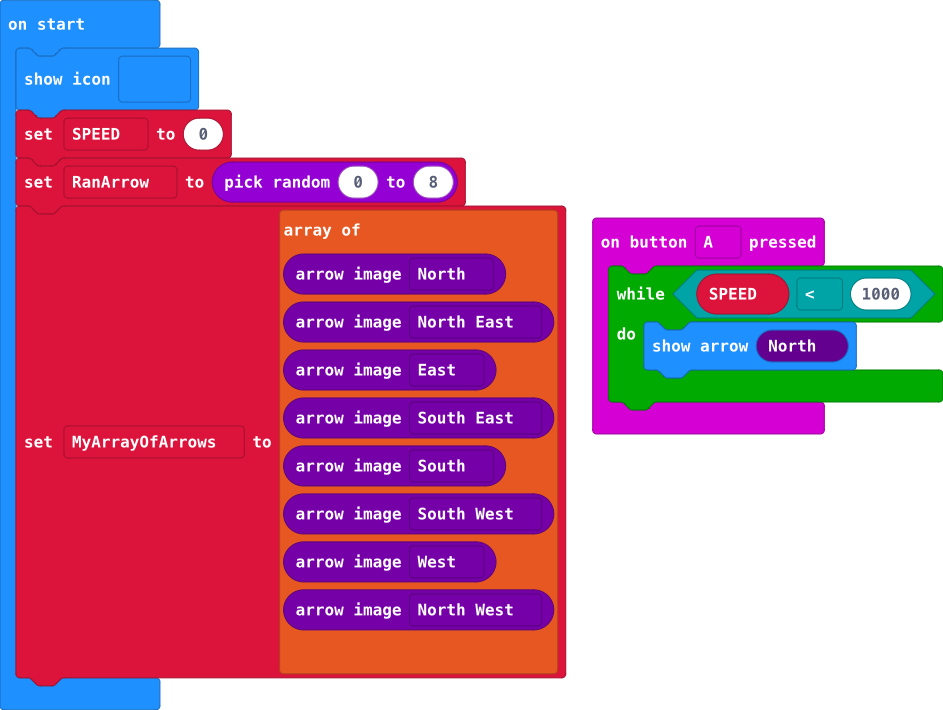 on start
show icon
set SPEED to 0
set RanArrow to pick random 0 to 8
set MyArrayOfArrows to
array of
arrow image North
arrow image North East
arrow image East
arrow image South East
arrow image South
arrow image South West
arrow image West
arrow image North West
on button A pressed
while SPEED < 1000
do show arrow North